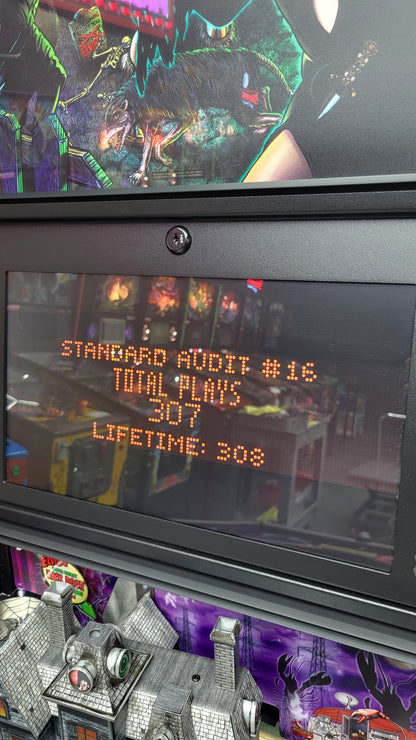 STANDARD AUDIT #16
TOTAL PLAYS
307
LIFETIME: 308